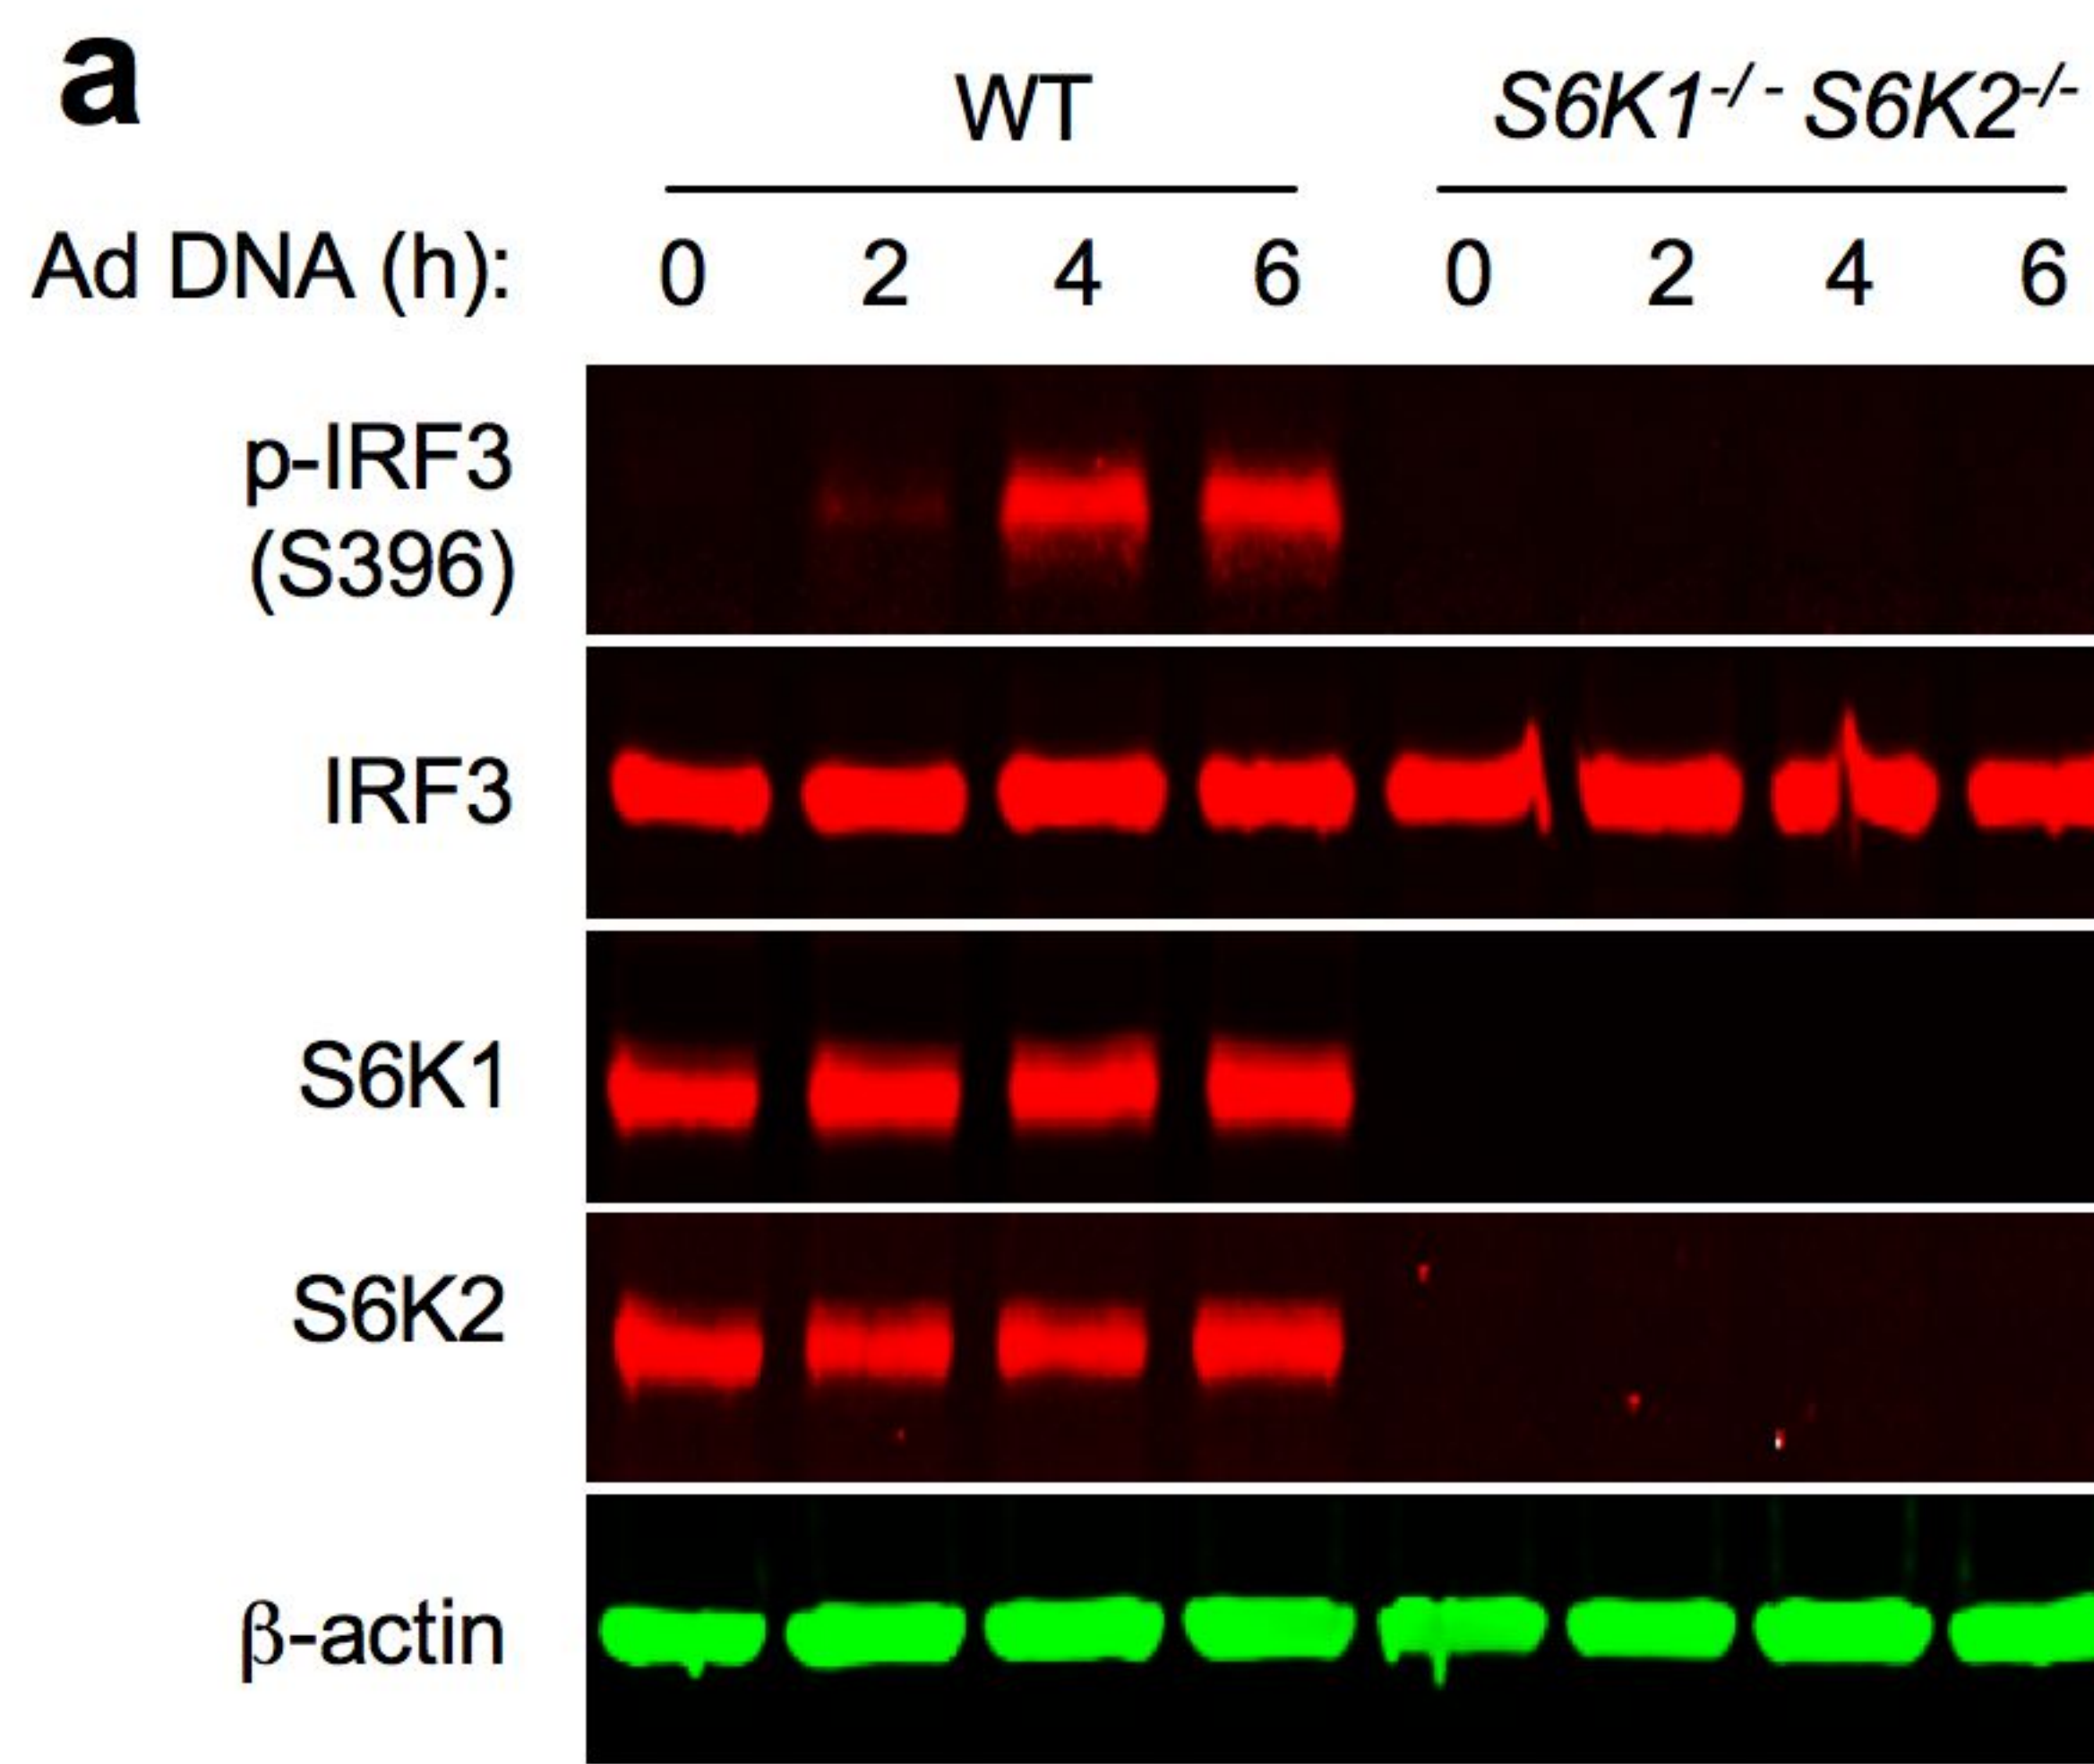 a
WT S6K1-/- S6K2-/-
Ad DNA (h): 0 2 4 6 0 2 4 6
p-IRF3
(S396)
IRF3
S6K1
S6K2
β-actin